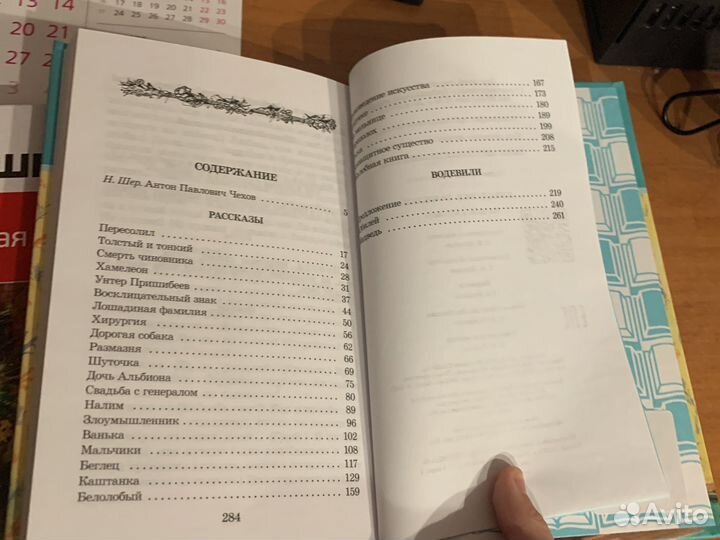 СОДЕРЖАНИЕ
Н. Шер. Антон Павлович Чехов 5
РАССКАЗЫ
Пересолил 17
Толстый и тонкий 24
Смерть чиновника 28
Хамелеон 31
Унтер Пришибеев 37
Восклицательный знак 44
Лошадиная фамилия 50
Хирургия 56
Дорогая собака 62
Размазня 66
Шуточка 69
Дочь Альбиона 75
Свадьба с генералом 80
Налим 89
Злоумышленник 96
Ванька 102
Мальчики 108
Беглец 117
Каштанка 129
Белолобый 159
284
искусства 167
173
180
189
199
существо 208
книга 215
ВОДЕВИЛИ
219
240
261
Avito